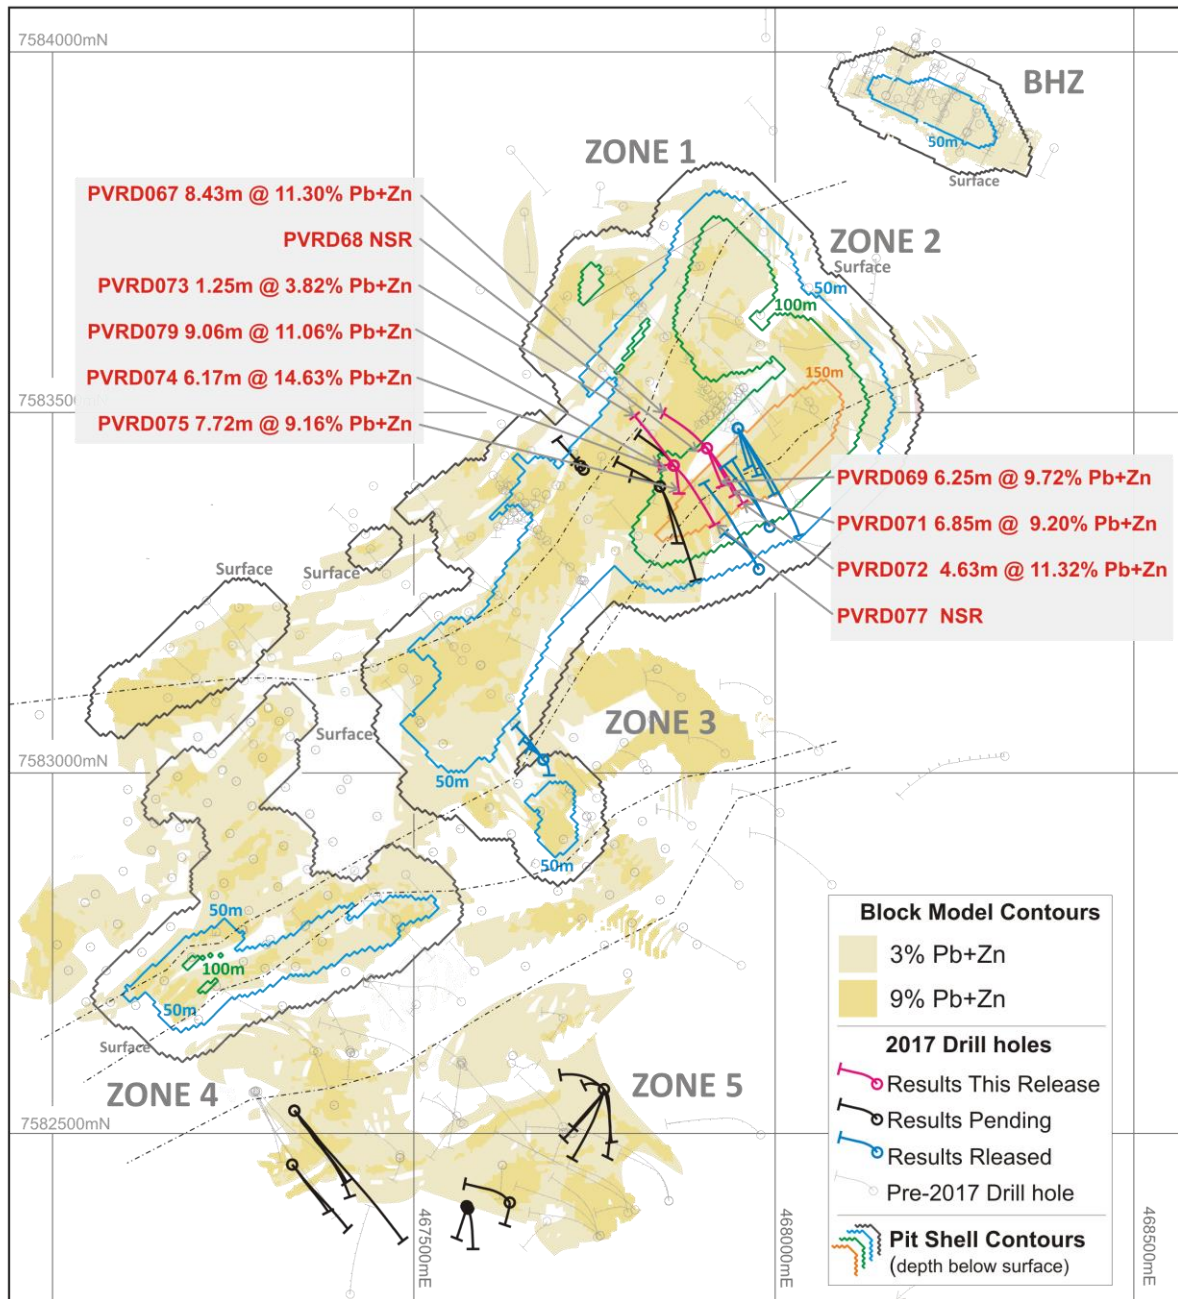 7584000mN
BHZ
50m
Surface
ZONE 1
PVRD067 8.43m @ 11.30% Pb+Zn
PVRD68 NSR
PVRD073 1.25m @ 3.82% Pb+Zn
PVRD079 9.06m @ 11.06% Pb+Zn
PVRD074 6.17m @ 14.63% Pb+Zn
PVRD075 7.72m @ 9.16% Pb+Zn
ZONE 2
Surface
50m
100m
150m
7583500mN
PVRD069 6.25m @ 9.72% Pb+Zn
PVRD071 6.85m @ 9.20% Pb+Zn
PVRD072 4.63m @ 11.32% Pb+Zn
PVRD077 NSR
Surface
Surface
Surface
ZONE 3
7583000mN
50m
50m
50m
100m
50m
Surface
ZONE 4
ZONE 5
7582500mN
467500mE
468000mE
468500mE
Block Model Contours
3% Pb+Zn
9% Pb+Zn
2017 Drill holes
Results This Release
Results Pending
Results Rleased
Pre-2017 Drill hole
Pit Shell Contours
(depth below surface)